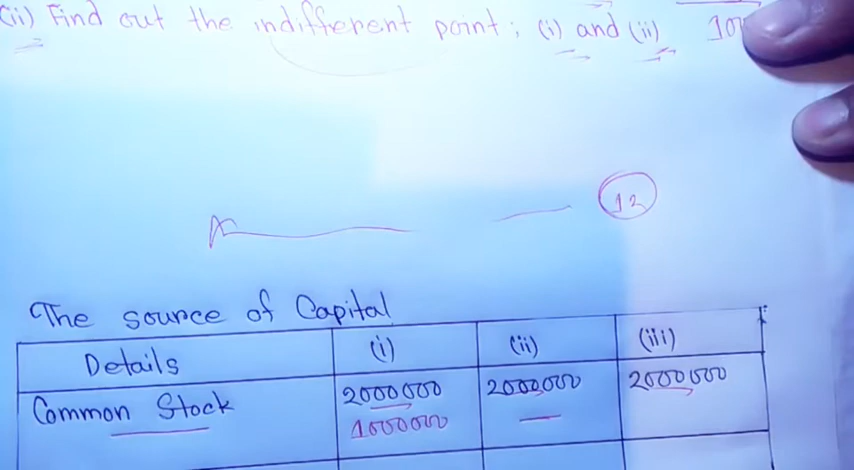 (ii) Find out the indifferent point; (i) and (ii)
12
The source of Capital
Details (i) (ii) (iii)
Common Stock 2000000 2000000 2000000
1000000